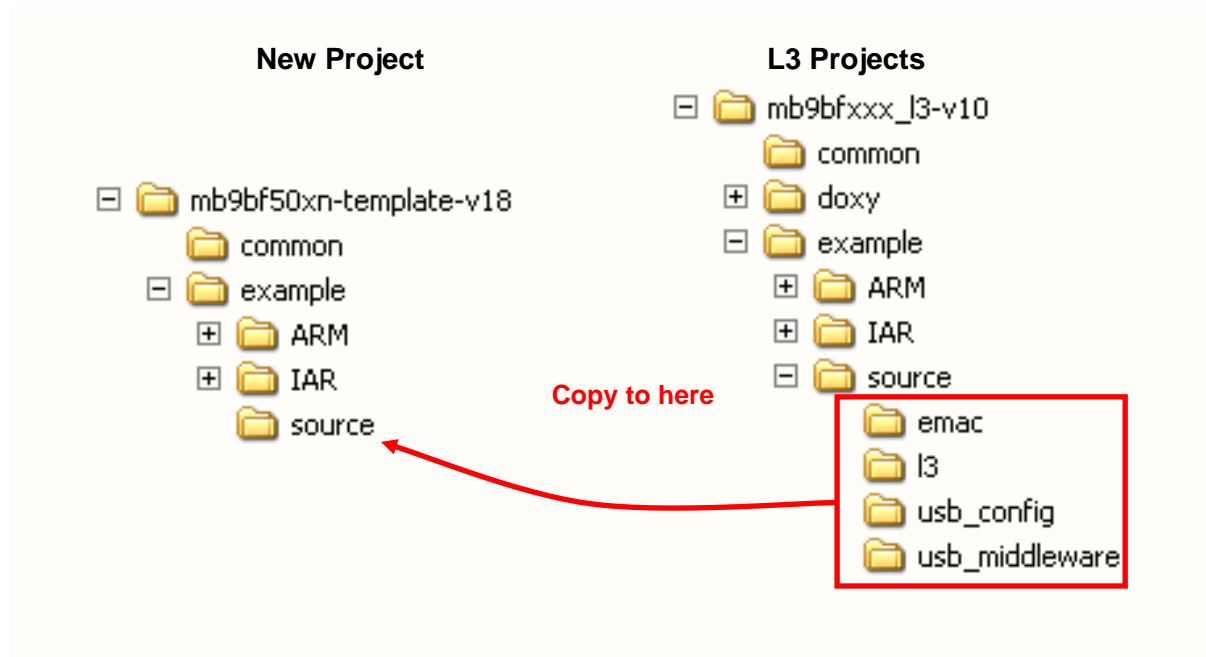 New Project
mb9bf50xn-template-v18
common
example
ARM
IAR
source
Copy to here
L3 Projects
mb9bfxxx_l3-v10
common
doxy
example
ARM
IAR
source
emac
l3
usb_config
usb_middleware